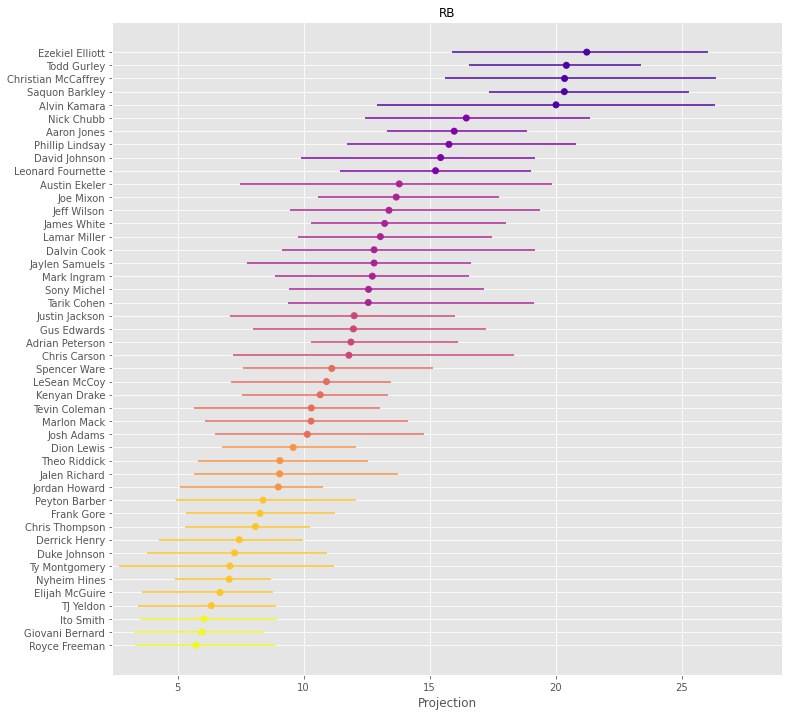 RB
Ezekiel Elliott
Todd Gurley
Christian McCaffrey
Saquon Barkley
Alvin Kamara
Nick Chubb
Aaron Jones
Phillip Lindsay
David Johnson
Leonard Fournette
Austin Ekeler
Joe Mixon
Jeff Wilson
James White
Lamar Miller
Dalvin Cook
Jaylen Samuels
Mark Ingram
Sony Michel
Tarik Cohen
Justin Jackson
Gus Edwards
Adrian Peterson
Chris Carson
Spencer Ware
LeSean McCoy
Kenyan Drake
Tevin Coleman
Marlon Mack
Josh Adams
Dion Lewis
Theo Riddick
Jalen Richard
Jordan Howard
Peyton Barber
Frank Gore
Chris Thompson
Derrick Henry
Duke Johnson
Ty Montgomery
Nyheim Hines
Elijah McGuire
TJ Yeldon
Ito Smith
Giovani Bernard
Royce Freeman
5 10 15 20 25
Projection